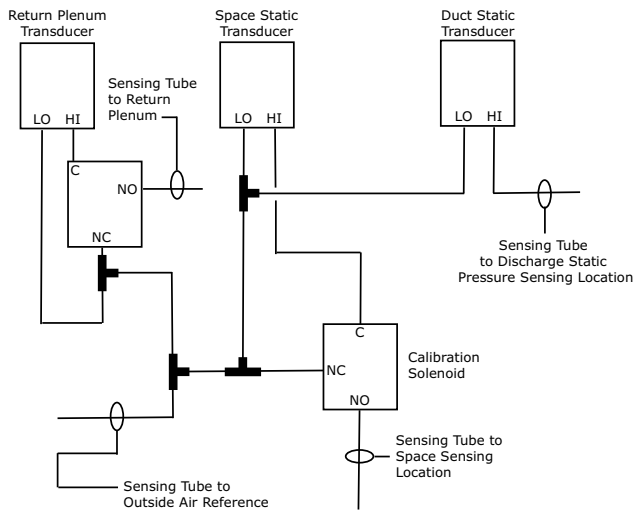 Return Plenum
Transducer
Space Static
Transducer
Duct Static
Transducer
Sensing Tube
to Return
Plenum
LO HI
LO HI
LO HI
C
NO
NC
Sensing Tube
to Discharge Static
Pressure Sensing Location
C
NC
NO
Calibration
Solenoid
Sensing Tube to
Space Sensing
Location
Sensing Tube to
Outside Air Reference